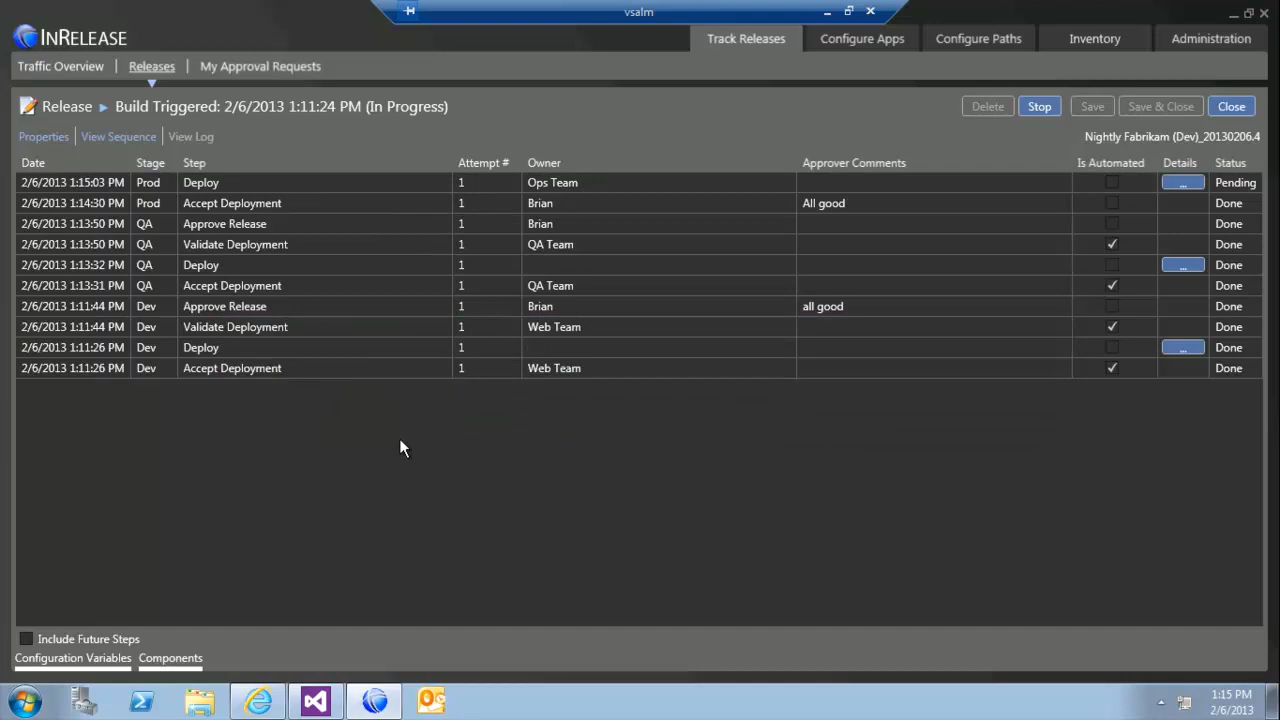 vsalm
INRELEASE
Track Releases Configure Apps Configure Paths Inventory Administration
Traffic Overview Releases My Approval Requests
Release Build Triggered: 2/6/2013 1:11:24 PM (In Progress) Delete Stop Save Save & Close Close
Properties View Sequence View Log Nightly Fabrikam (Dev)_20130206.4
Date Stage Step Attempt # Owner Approver Comments Is Automated Details Status
2/6/2013 1:15:03 PM Prod Deploy 1 Ops Team ... Pending
2/6/2013 1:14:30 PM Prod Accept Deployment 1 Brian All good Done
2/6/2013 1:13:50 PM QA Approve Release 1 Brian Done
2/6/2013 1:13:50 PM QA Validate Deployment 1 QA Team Done
2/6/2013 1:13:32 PM QA Deploy 1 ... Done
2/6/2013 1:13:31 PM QA Accept Deployment 1 QA Team Done
2/6/2013 1:11:44 PM Dev Approve Release 1 Brian all good Done
2/6/2013 1:11:44 PM Dev Validate Deployment 1 Web Team Done
2/6/2013 1:11:26 PM Dev Deploy 1 ... Done
2/6/2013 1:11:26 PM Dev Accept Deployment 1 Web Team Done
Include Future Steps
Configuration Variables Components
1:15 PM
2/6/2013